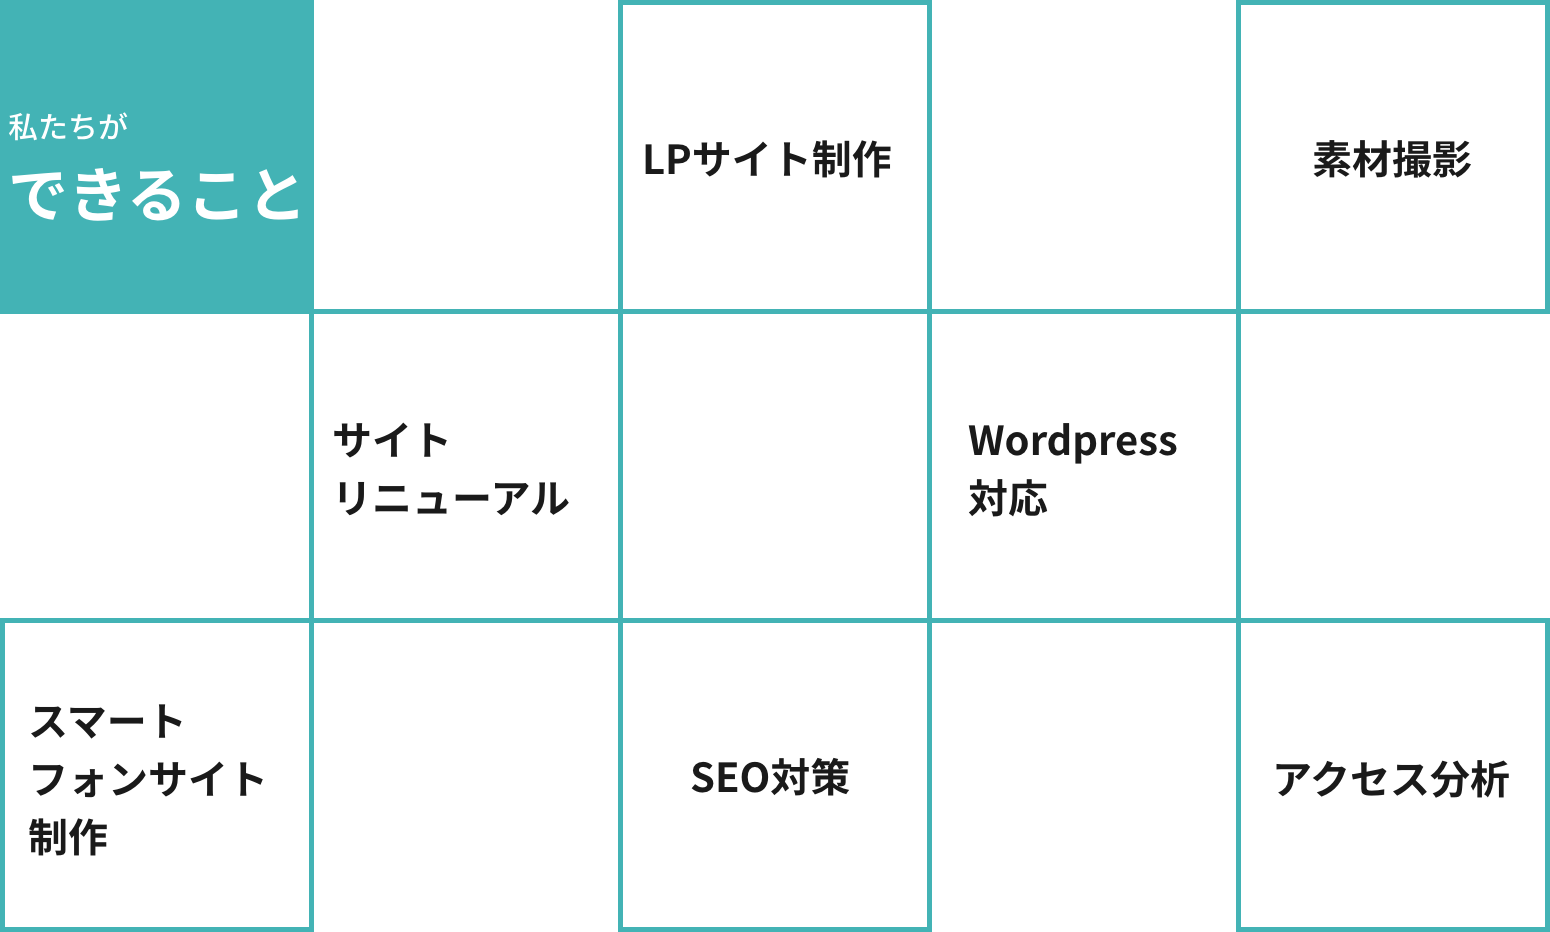 私たちが
できること
LPサイト制作
素材撮影
サイト
リニューアル
Wordpress
対応
スマート
フォンサイト
制作
SEO対策
アクセス分析